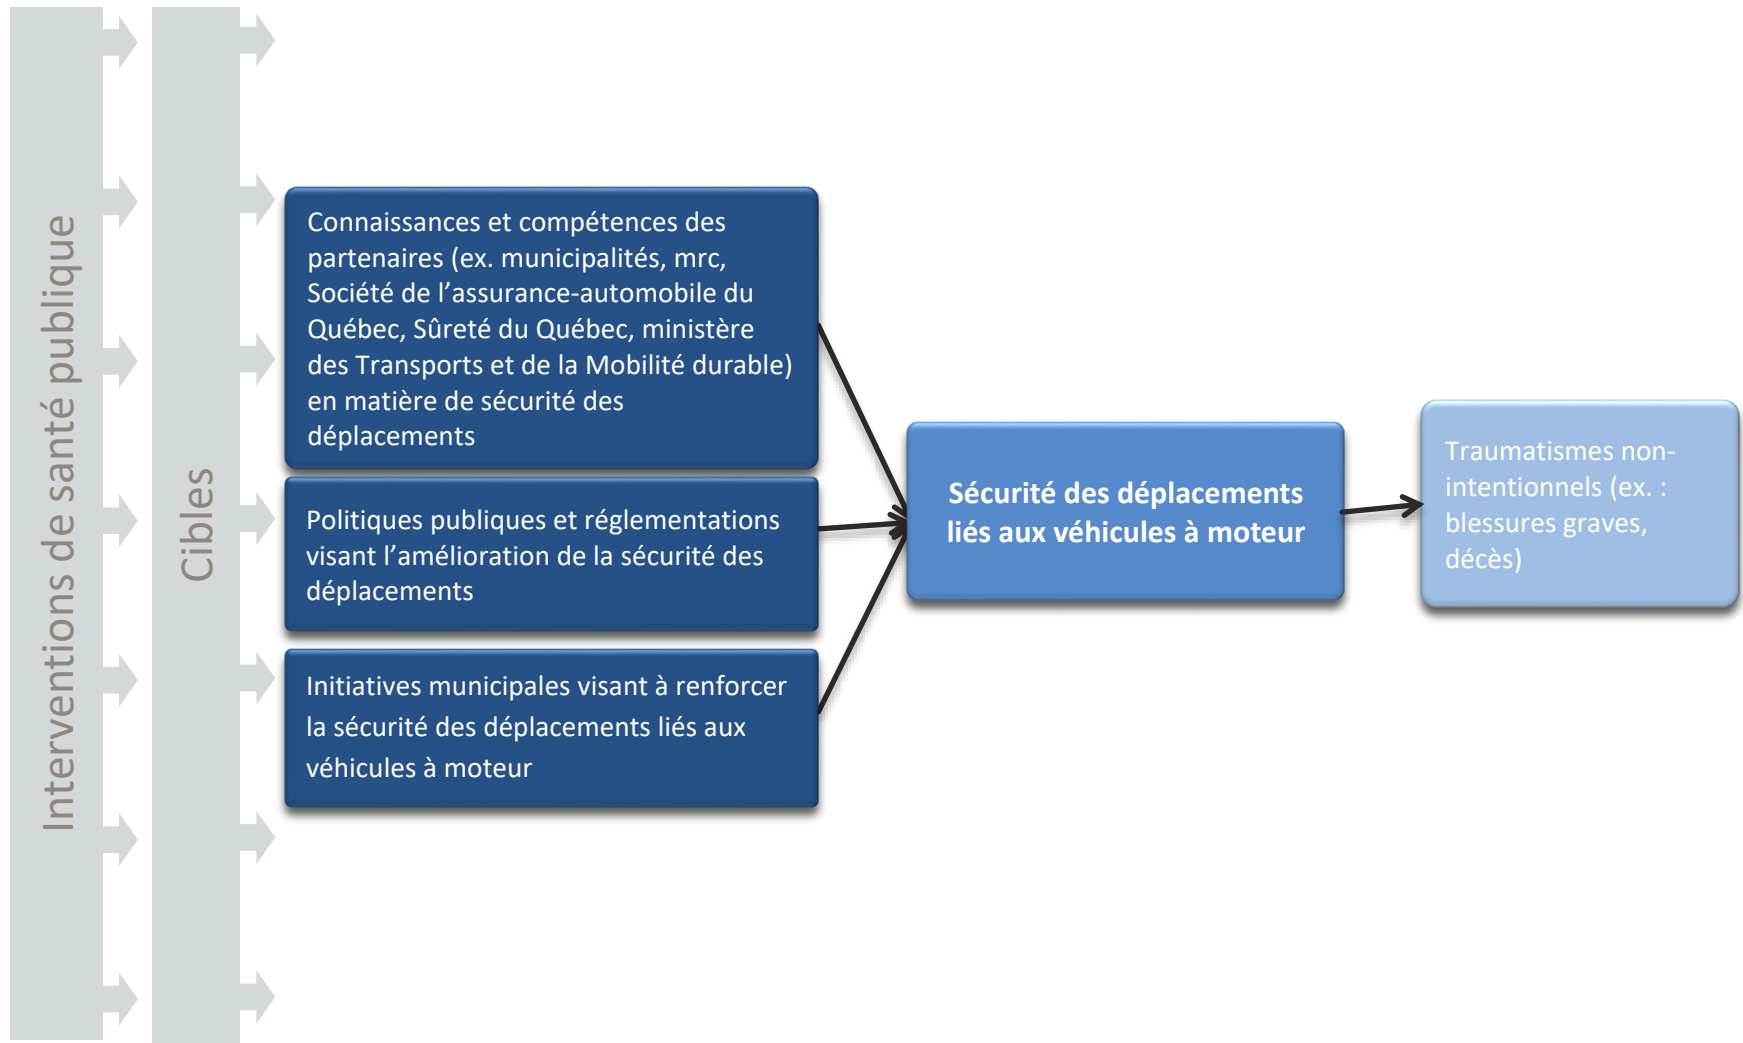 Interventions de santé publique
Cibles
Connaissances et compétences des
partenaires (ex. municipalités, mrc,
Société de l’assurance-automobile du
Québec, Sûreté du Québec, ministère
des Transports et de la Mobilité durable)
en matière de sécurité des
déplacements
Politiques publiques et réglementations
visant l’amélioration de la sécurité des
déplacements
Initiatives municipales visant à renforcer
la sécurité des déplacements liés aux
véhicules à moteur
Sécurité des déplacements
liés aux véhicules à moteur
Traumatismes non-
intentionnels (ex. :
blessures graves,
décès)